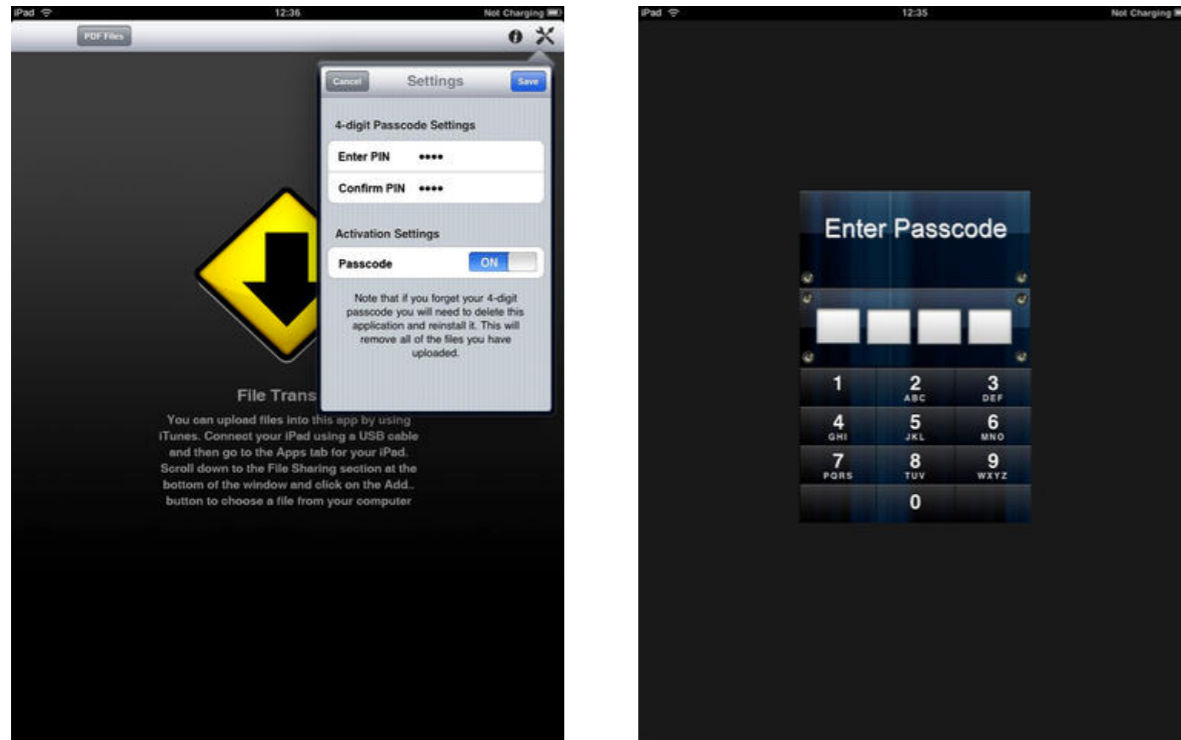 iPad 12:36 Not Charging
PDF Files
Cancel Settings Save
4-digit Passcode Settings
Enter PIN ••••
Confirm PIN ••••
Activation Settings
Passcode ON
Note that if you forget your 4-digit
passcode you will need to delete this
application and reinstall it. This will
remove all of the files you have
uploaded.
File Trans
You can upload files into this app by using
iTunes. Connect your iPad using a USB cable
and then go to the Apps tab for your iPad.
Scroll down to the File Sharing section at the
bottom of the window and click on the Add..
button to choose a file from your computer
iPad 12:35 Not Charging
Enter Passcode
1 2 3
ABC DEF
4 5 6
GHI JKL MNO
7 8 9
PQRS TUV WXYZ
0